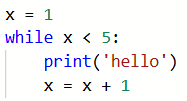 x = 1
while x < 5:
    print('hello')
    x = x + 1